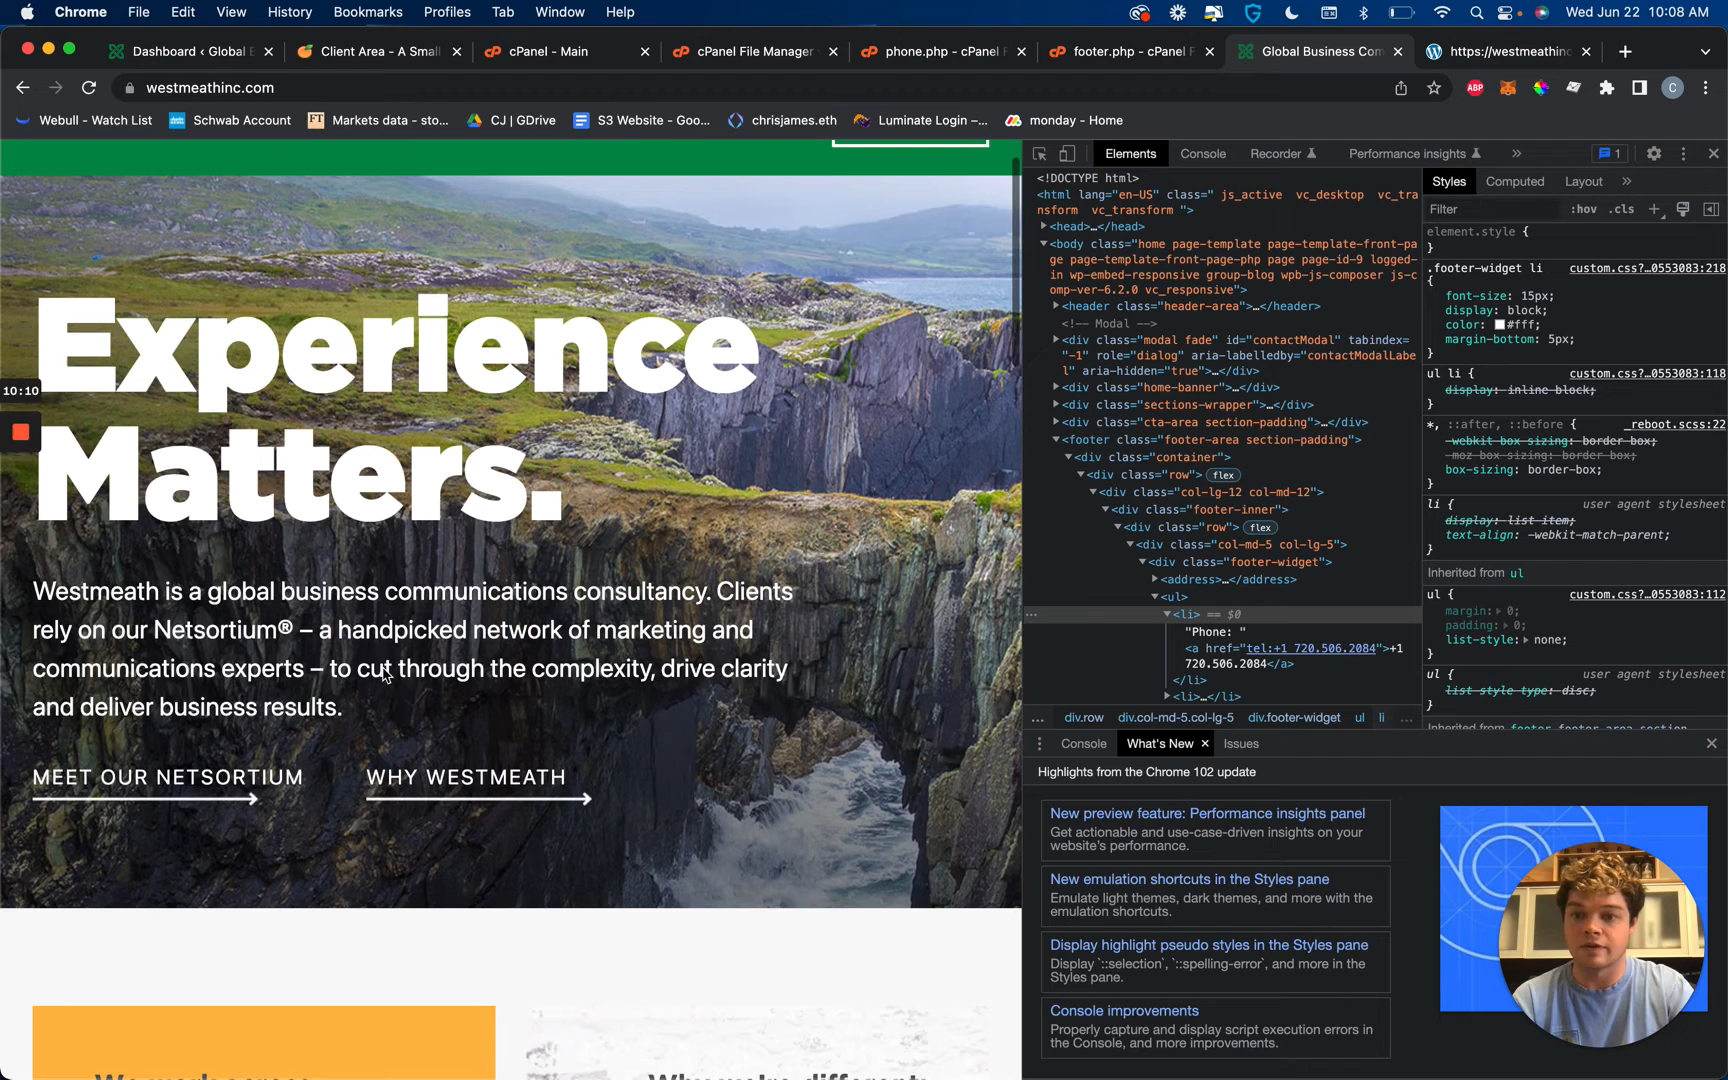 Chrome File Edit View History Bookmarks Profiles Tab Window Help Wed Jun 22 10:08 AM
Dashboard ‹ Global B Client Area - A Small cPanel - Main cPanel File Manager phone.php - cPanel F footer.php - cPanel F Global Business Com https://westmeathinc
westmeathinc.com ABP C
Webull - Watch List Schwab Account FT Markets data - sto... CJ | GDrive S3 Website - Goo... chrisjames.eth Luminate Login –... monday - Home
Experience
Matters.
10:10
Westmeath is a global business communications consultancy. Clients
rely on our Netsortium® – a handpicked network of marketing and
communications experts – to cut through the complexity, drive clarity
and deliver business results.
MEET OUR NETSORTIUM WHY WESTMEATH
Elements Console Recorder Performance insights » 1
<!DOCTYPE html>
<html lang="en-US" class=" js_active vc_desktop vc_tra
nsform vc_transform ">
<head>…</head>
<body class="home page-template page-template-front-pa
ge page-template-front-page-php page page-id-9 logged-
in wp-embed-responsive group-blog wpb-js-composer js-c
omp-ver-6.2.0 vc_responsive">
<header class="header-area">…</header>
<!-- Modal -->
<div class="modal fade" id="contactModal" tabindex=
"-1" role="dialog" aria-labelledby="contactModalLabe
l" aria-hidden="true">…</div>
<div class="home-banner">…</div>
<div class="sections-wrapper">…</div>
<div class="cta-area section-padding">…</div>
<footer class="footer-area section-padding">
<div class="container">
<div class="row"> flex
<div class="col-lg-12 col-md-12">
<div class="footer-inner">
<div class="row"> flex
<div class="col-md-5 col-lg-5">
<div class="footer-widget">
<address>…</address>
<ul>
... <li> == $0
"Phone: "
<a href="tel:+1 720.506.2084">+1
720.506.2084</a>
</li>
<li>…</li>
... div.row div.col-md-5.col-lg-5 div.footer-widget ul li ...
Styles Computed Layout »
Filter :hov .cls
element.style {
}
.footer-widget li custom.css?…0553083:218
{
font-size: 15px;
display: block;
color: #fff;
margin-bottom: 5px;
}
ul li { custom.css?…0553083:118
display: inline-block;
}
*, ::after, ::before { _reboot.scss:22
-webkit-box-sizing: border-box;
-moz-box-sizing: border-box;
box-sizing: border-box;
}
li { user agent stylesheet
display: list-item;
text-align: -webkit-match-parent;
}
Inherited from ul
ul { custom.css?…0553083:112
margin: 0;
padding: 0;
list-style: none;
}
ul { user agent stylesheet
list-style-type: disc;
}
Inherited from footer.footer-area.section
Console What's New Issues
Highlights from the Chrome 102 update
New preview feature: Performance insights panel
Get actionable and use-case-driven insights on your
website's performance.
New emulation shortcuts in the Styles pane
Emulate light themes, dark themes, and more with the
emulation shortcuts.
Display highlight pseudo styles in the Styles pane
Display `::selection`, `::spelling-error`, and more in the
Styles pane.
Console improvements
Properly capture and display script execution errors in
the Console, and more improvements.